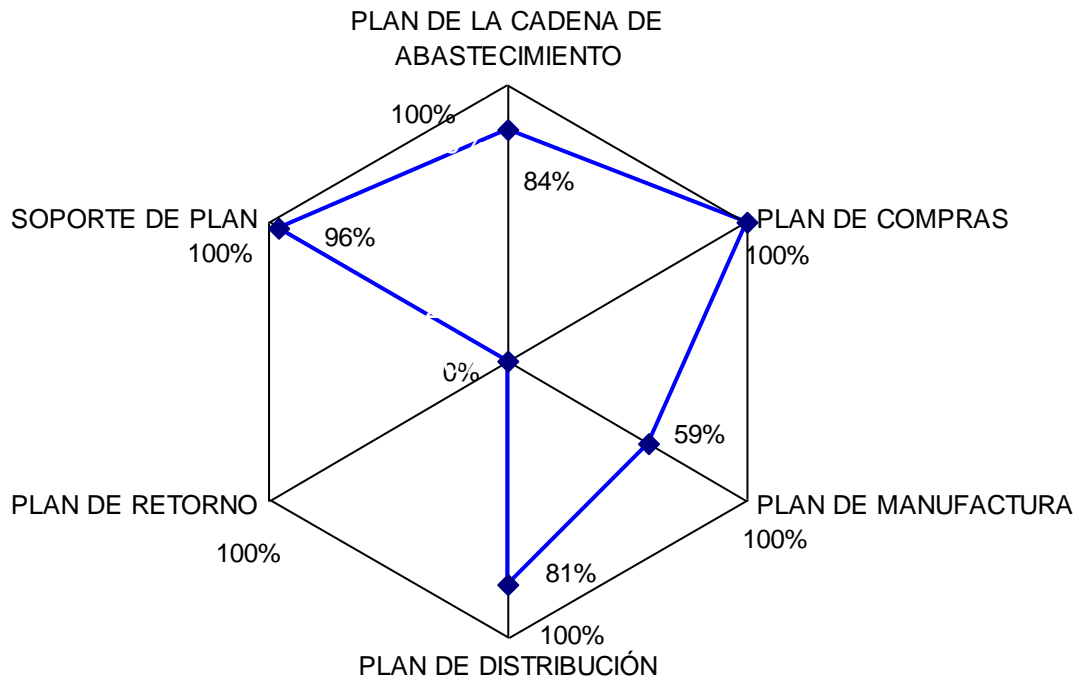 PLAN DE LA CADENA DE
ABASTECIMIENTO
100%
84%
SOPORTE DE PLAN
100%
96%
PLAN DE COMPRAS
100%
0%
59%
PLAN DE RETORNO
100%
PLAN DE MANUFACTURA
100%
81%
100%
PLAN DE DISTRIBUCIÓN